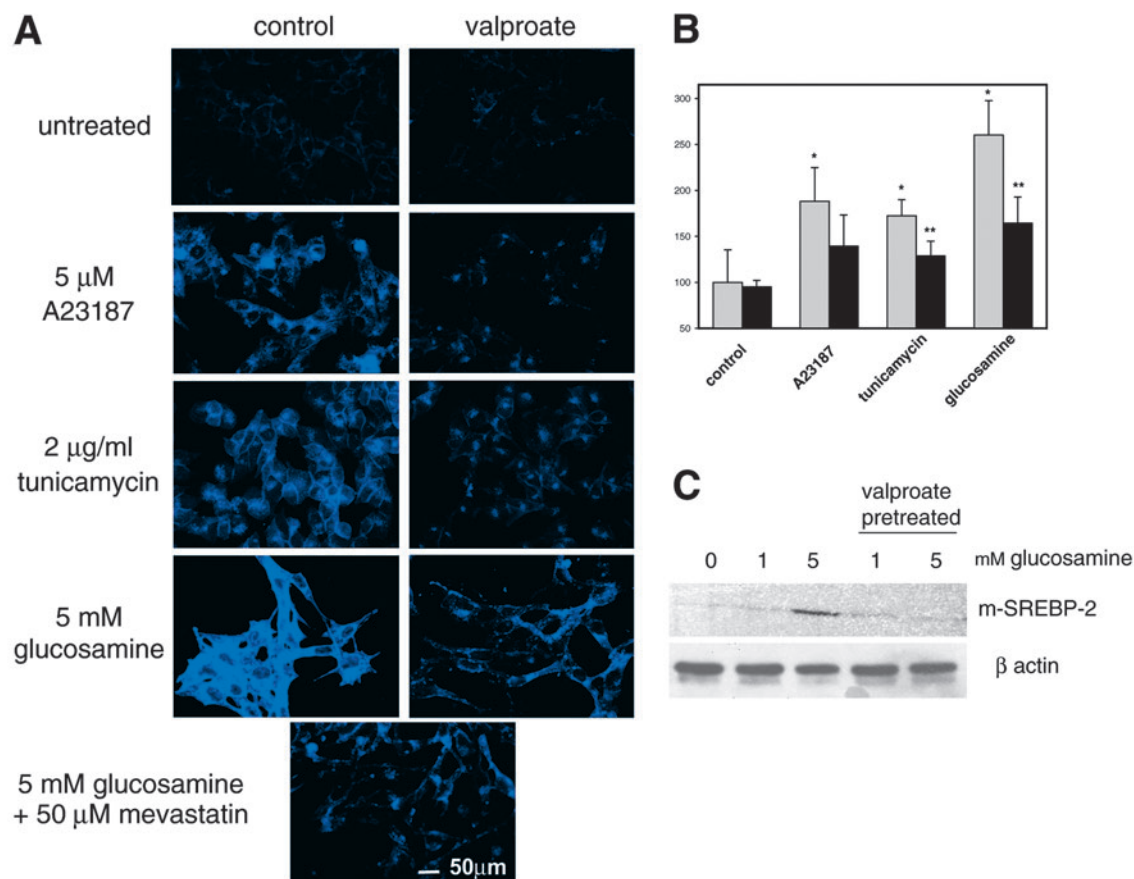 A
control valproate
untreated
5 μM
A23187
2 μg/ml
tunicamycin
5 mM
glucosamine
5 mM glucosamine
+ 50 μM mevastatin
50μm
B
300
250
200
150
100
50
*
*
**
*
**
control
A23187
tunicamycin
glucosamine
C
valproate
pretreated
0 1 5 1 5 mM glucosamine
m-SREBP-2
β actin